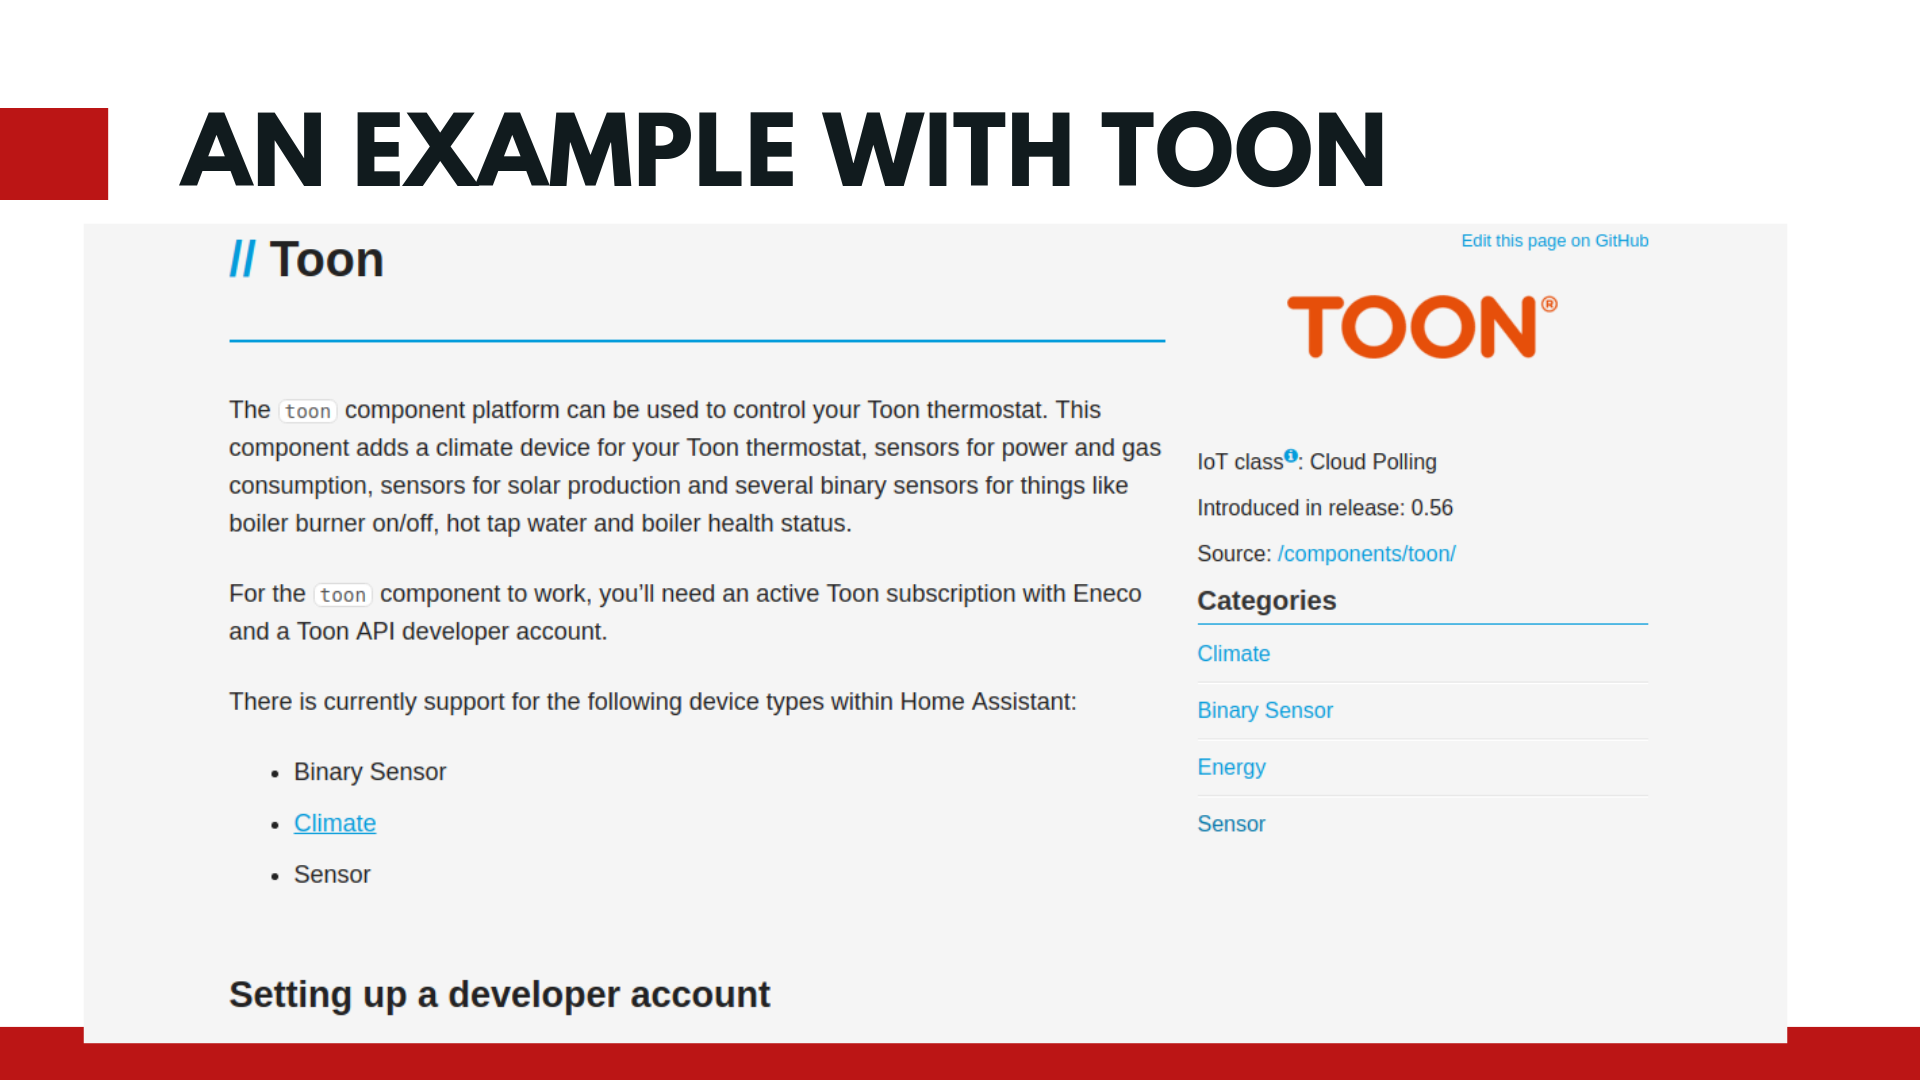 AN EXAMPLE WITH TOON
// Toon
The toon component platform can be used to control your Toon thermostat. This
component adds a climate device for your Toon thermostat, sensors for power and gas
consumption, sensors for solar production and several binary sensors for things like
boiler burner on/off, hot tap water and boiler health status.
For the toon component to work, you’ll need an active Toon subscription with Eneco
and a Toon API developer account.
There is currently support for the following device types within Home Assistant:
• Binary Sensor
• Climate
• Sensor
Setting up a developer account
Edit this page on GitHub
TOON®
IoT class: Cloud Polling
Introduced in release: 0.56
Source: /components/toon/
Categories
Climate
Binary Sensor
Energy
Sensor